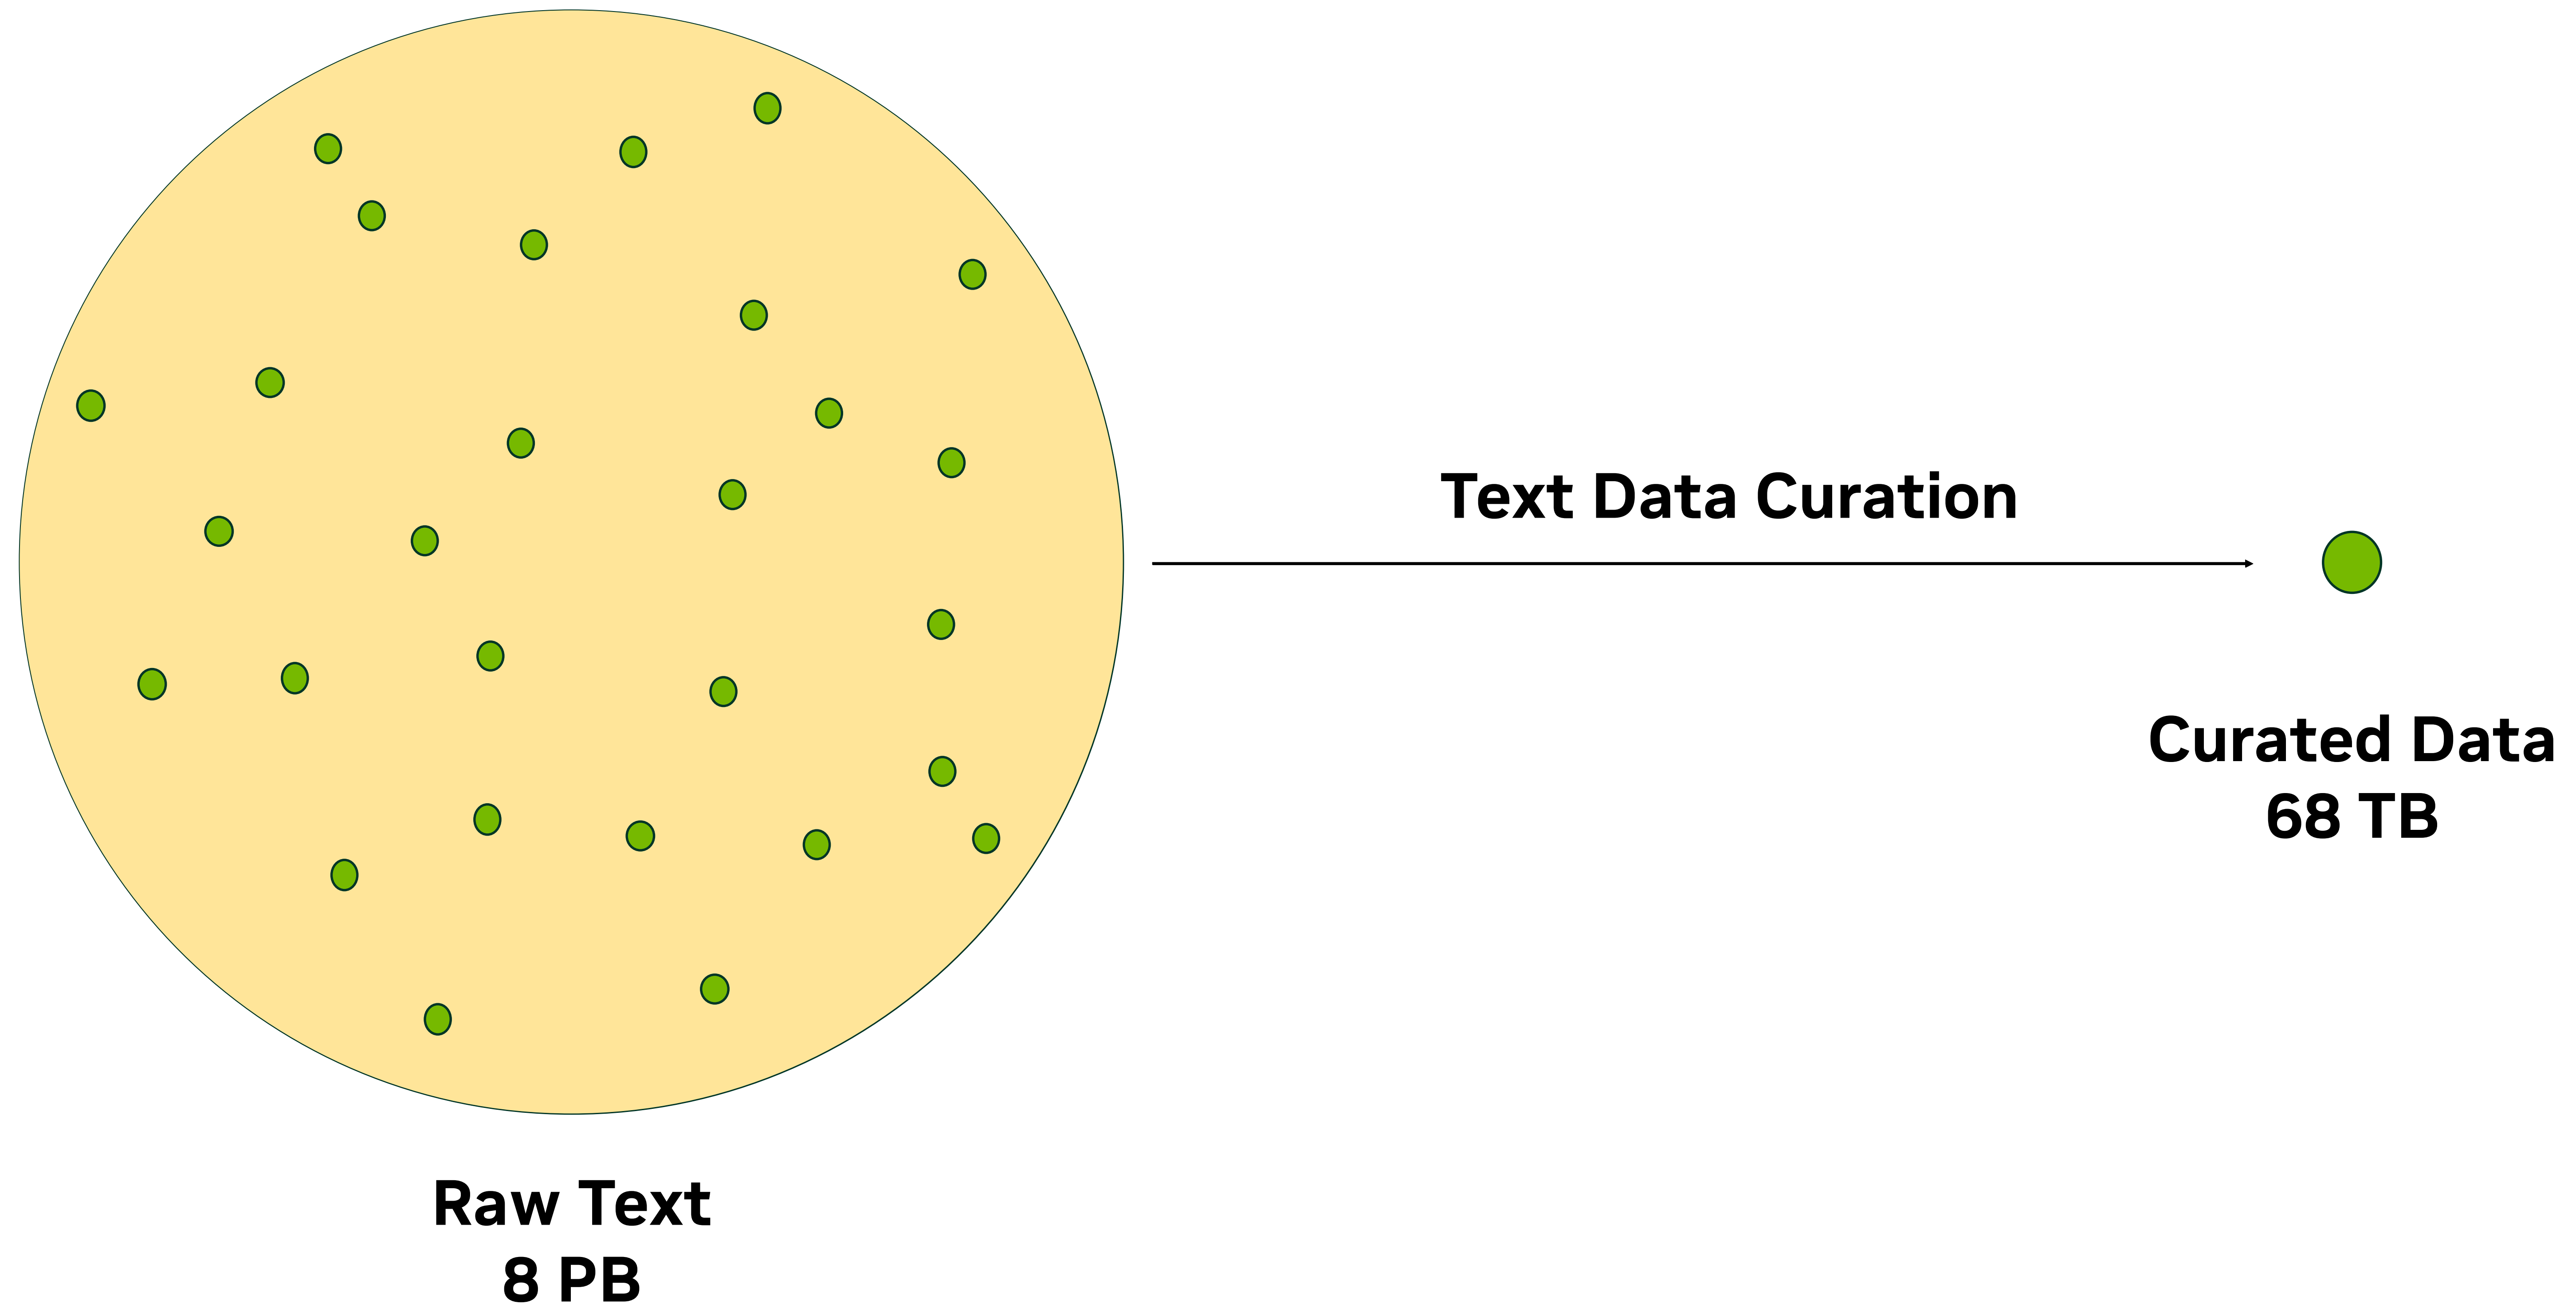 Text Data Curation
Curated Data
68 TB
Raw Text
8 PB